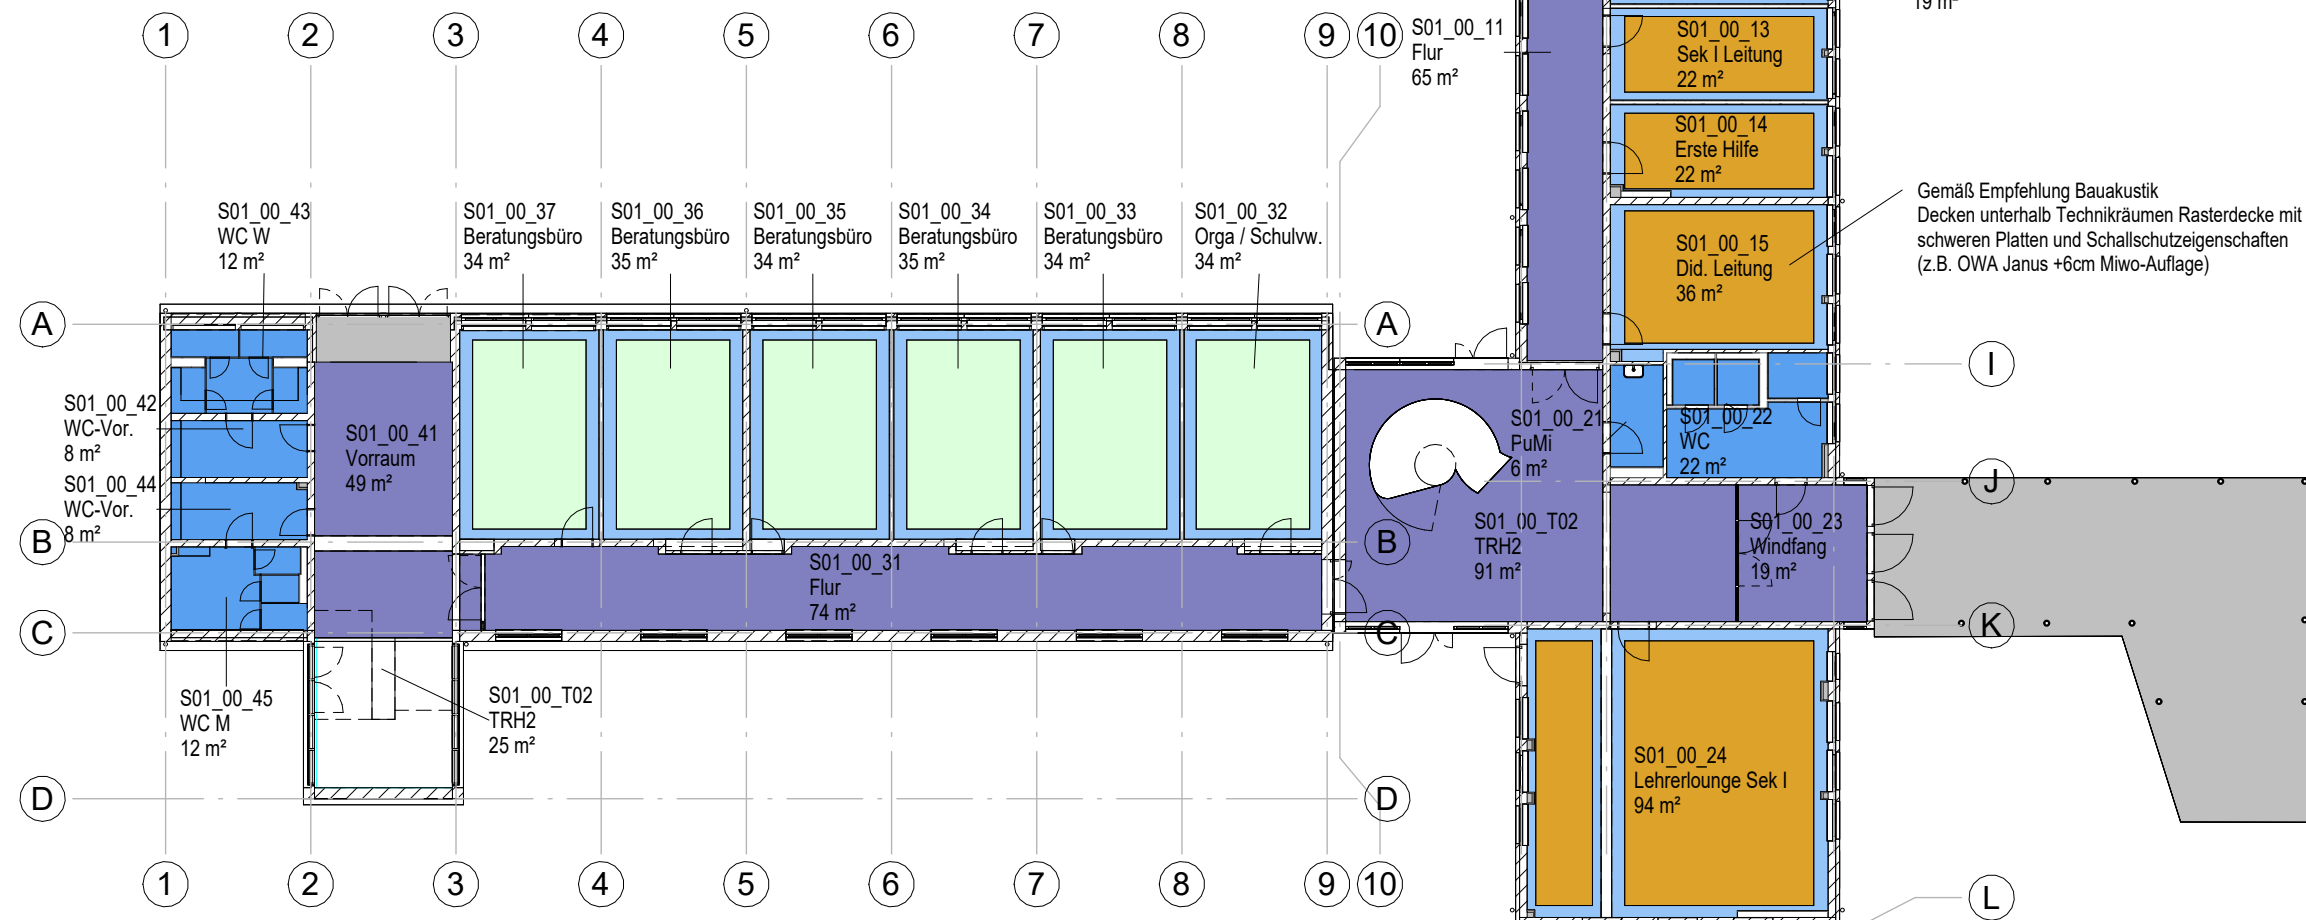 19 m²
1
2
3
4
5
6
7
8
9
10
S01_00_11
Flur
65 m²
S01_00_13
Sek I Leitung
22 m²
S01_00_14
Erste Hilfe
22 m²
Gemäß Empfehlung Bauakustik
Decken unterhalb Technikräumen Rasterdecke mit
schweren Platten und Schallschutzeigenschaften
(z.B. OWA Janus +6cm Miwo-Auflage)
S01_00_15
Did. Leitung
36 m²
S01_00_43
WC W
12 m²
S01_00_37
Beratungsbüro
34 m²
S01_00_36
Beratungsbüro
35 m²
S01_00_35
Beratungsbüro
34 m²
S01_00_34
Beratungsbüro
35 m²
S01_00_33
Beratungsbüro
34 m²
S01_00_32
Orga / Schulvw.
34 m²
A
A
I
S01_00_42
WC-Vor.
8 m²
S01_00_41
Vorraum
49 m²
S01_00_21
PuMi
6 m²
S01_00_22
WC
22 m²
S01_00_44
WC-Vor.
8 m²
J
B
B
S01_00_T02
TRH2
91 m²
S01_00_23
Windfang
19 m²
S01_00_31
Flur
74 m²
C
C
K
S01_00_45
WC M
12 m²
S01_00_T02
TRH2
25 m²
S01_00_24
Lehrerlounge Sek I
94 m²
D
D
1
2
3
4
5
6
7
8
9
10
L